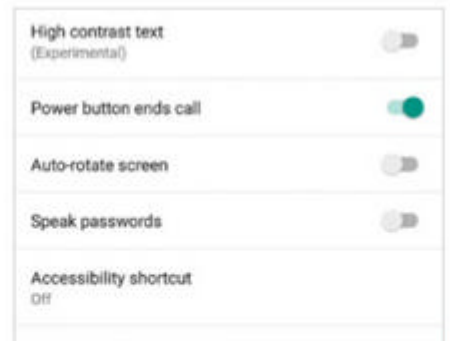 High contrast text
(Experimental)
Power button ends call
Auto-rotate screen
Speak passwords
Accessibility shortcut
Off